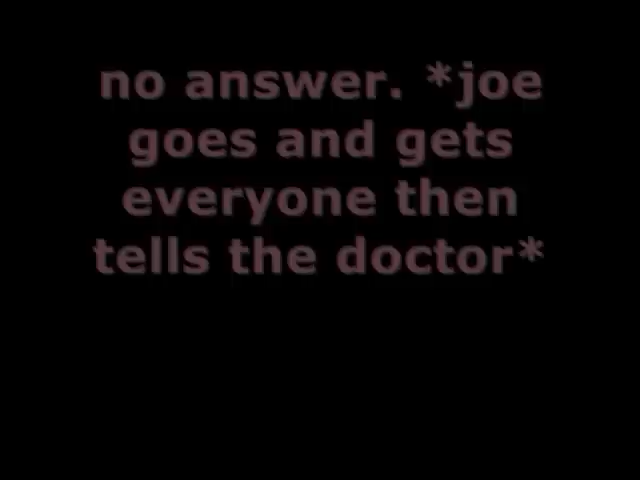 no answer. *joe
goes and gets
everyone then
tells the doctor*